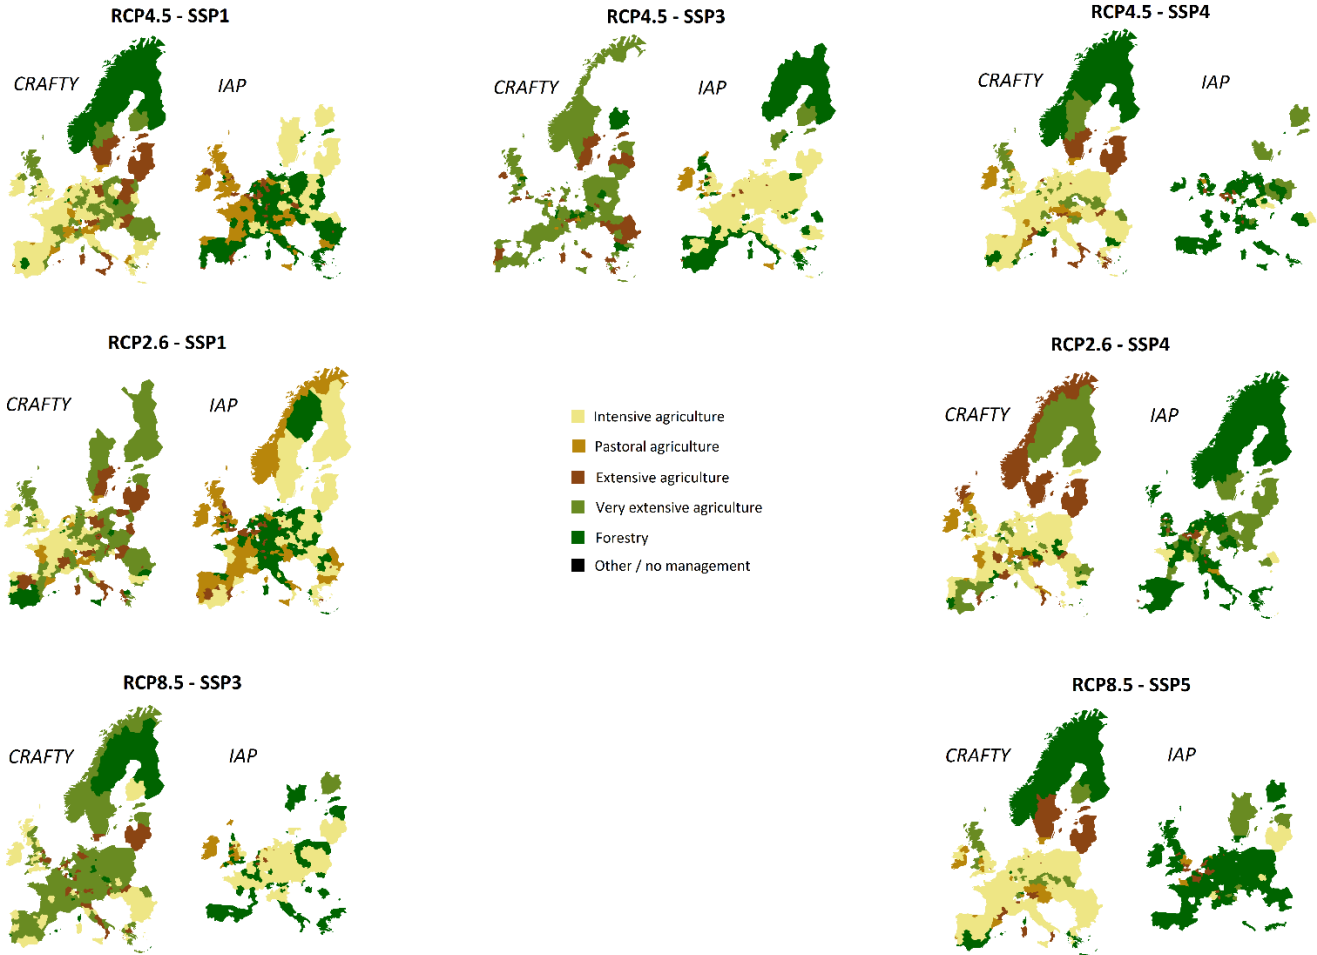 RCP4.5 - SSP1
RCP4.5 - SSP3
RCP4.5 - SSP4
CRAFTY
IAP
CRAFTY
IAP
CRAFTY
IAP
RCP2.6 - SSP1
RCP2.6 - SSP4
CRAFTY
IAP
CRAFTY
IAP
Intensive agriculture
Pastoral agriculture
Extensive agriculture
Very extensive agriculture
Forestry
Other / no management
RCP8.5 - SSP3
RCP8.5 - SSP5
CRAFTY
IAP
CRAFTY
IAP